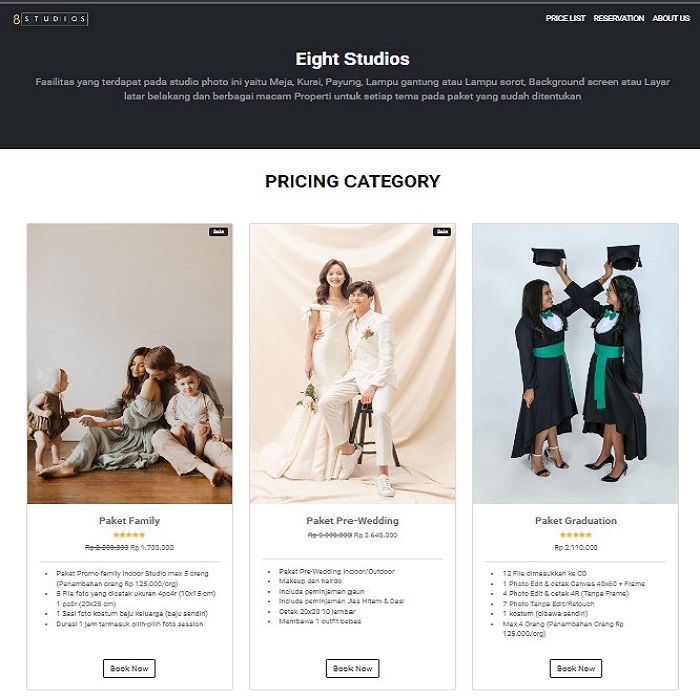 8 STUDIOS
PRICE LIST RESERVATION ABOUT US
Eight Studios
Fasilitas yang terdapat pada studio photo ini yaitu Meja, Kursi, Payung, Lampu gantung atau Lampu sorot, Background screen atau Layar
latar belakang dan berbagai macam Properti untuk setiap tema pada paket yang sudah ditentukan
PRICING CATEGORY
Sale
Paket Family
Rp 1.700.000
Paket Promo family Indoor Studio max 5 orang
(Penambahan orang Rp 125.000/org)
5 File foto yang dicetak ukuran 4pcr4 (10x15 cm)
1 pcr8 (20x25 cm)
1 Sesi foto kostum baju keluarga (baju sendiri)
Durasi 1 jam termasuk pilih-pilih foto session
Book Now
Sale
Paket Pre-Wedding
Rp 5.000.000 Rp 3.645.000
Paket Pre-Wedding Indoor/Outdoor
Makeup dan hairdo
Include peminjaman gaun
Include peminjaman Jas Hitam & Dasi
Cetak 20x28 10 lembar
Membawa 1 outfit bebas
Book Now
Paket Graduation
Rp 2.110.000
12 File dimasukkan ke CD
1 Photo Edit & cetak Canvas 40x60 + Frame
4 Photo Edit & cetak 4R (Tanpa Frame)
7 Photo Tanpa Edit/Retouch
1 kostum (dibawa sendiri)
Max 4 Orang (Penambahan Orang Rp
125.000/org)
Book Now